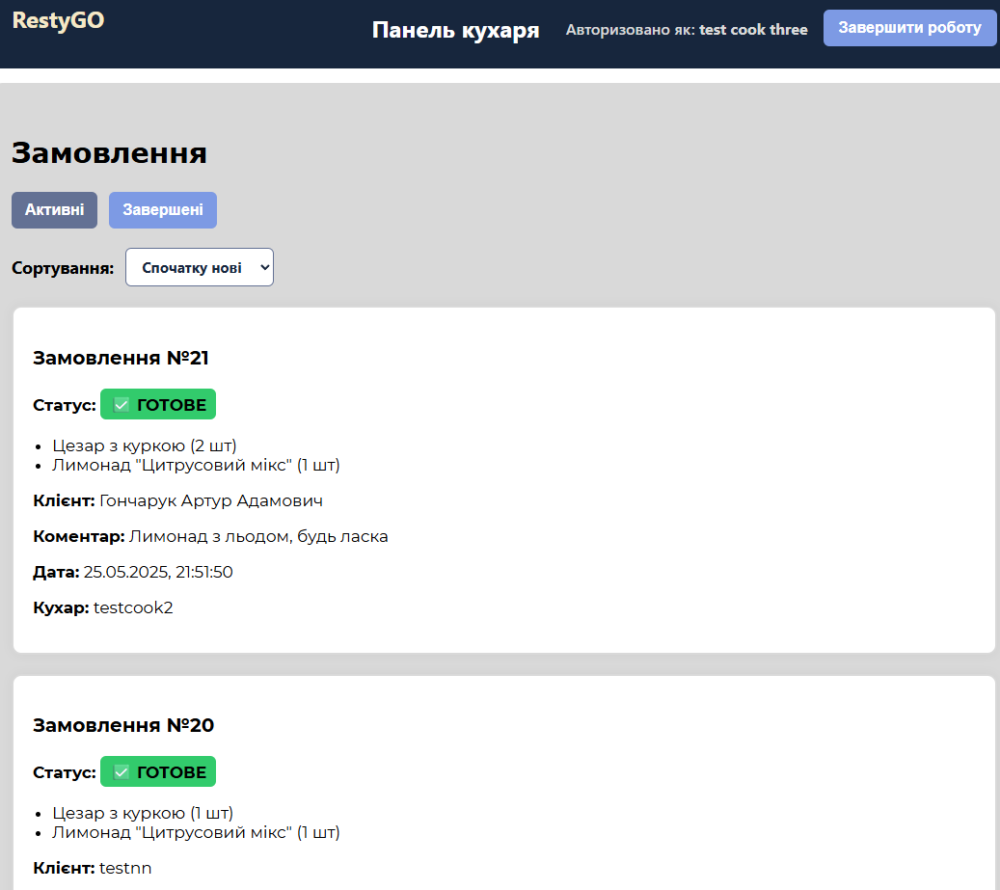 RestyGO
Панель кухаря
Авторизовано як: test cook three
Завершити роботу
Замовлення
Активні
Завершені
Сортування:
Спочатку нові
Замовлення №21
Статус: ✅ ГОТОВЕ
• Цезар з куркою (2 шт)
• Лимонад "Цитрусовий мікс" (1 шт)
Клієнт: Гончарук Артур Адамович
Коментар: Лимонад з льодом, будь ласка
Дата: 25.05.2025, 21:51:50
Кухар: testcook2
Замовлення №20
Статус: ✅ ГОТОВЕ
• Цезар з куркою (1 шт)
• Лимонад "Цитрусовий мікс" (1 шт)
Клієнт: testnn